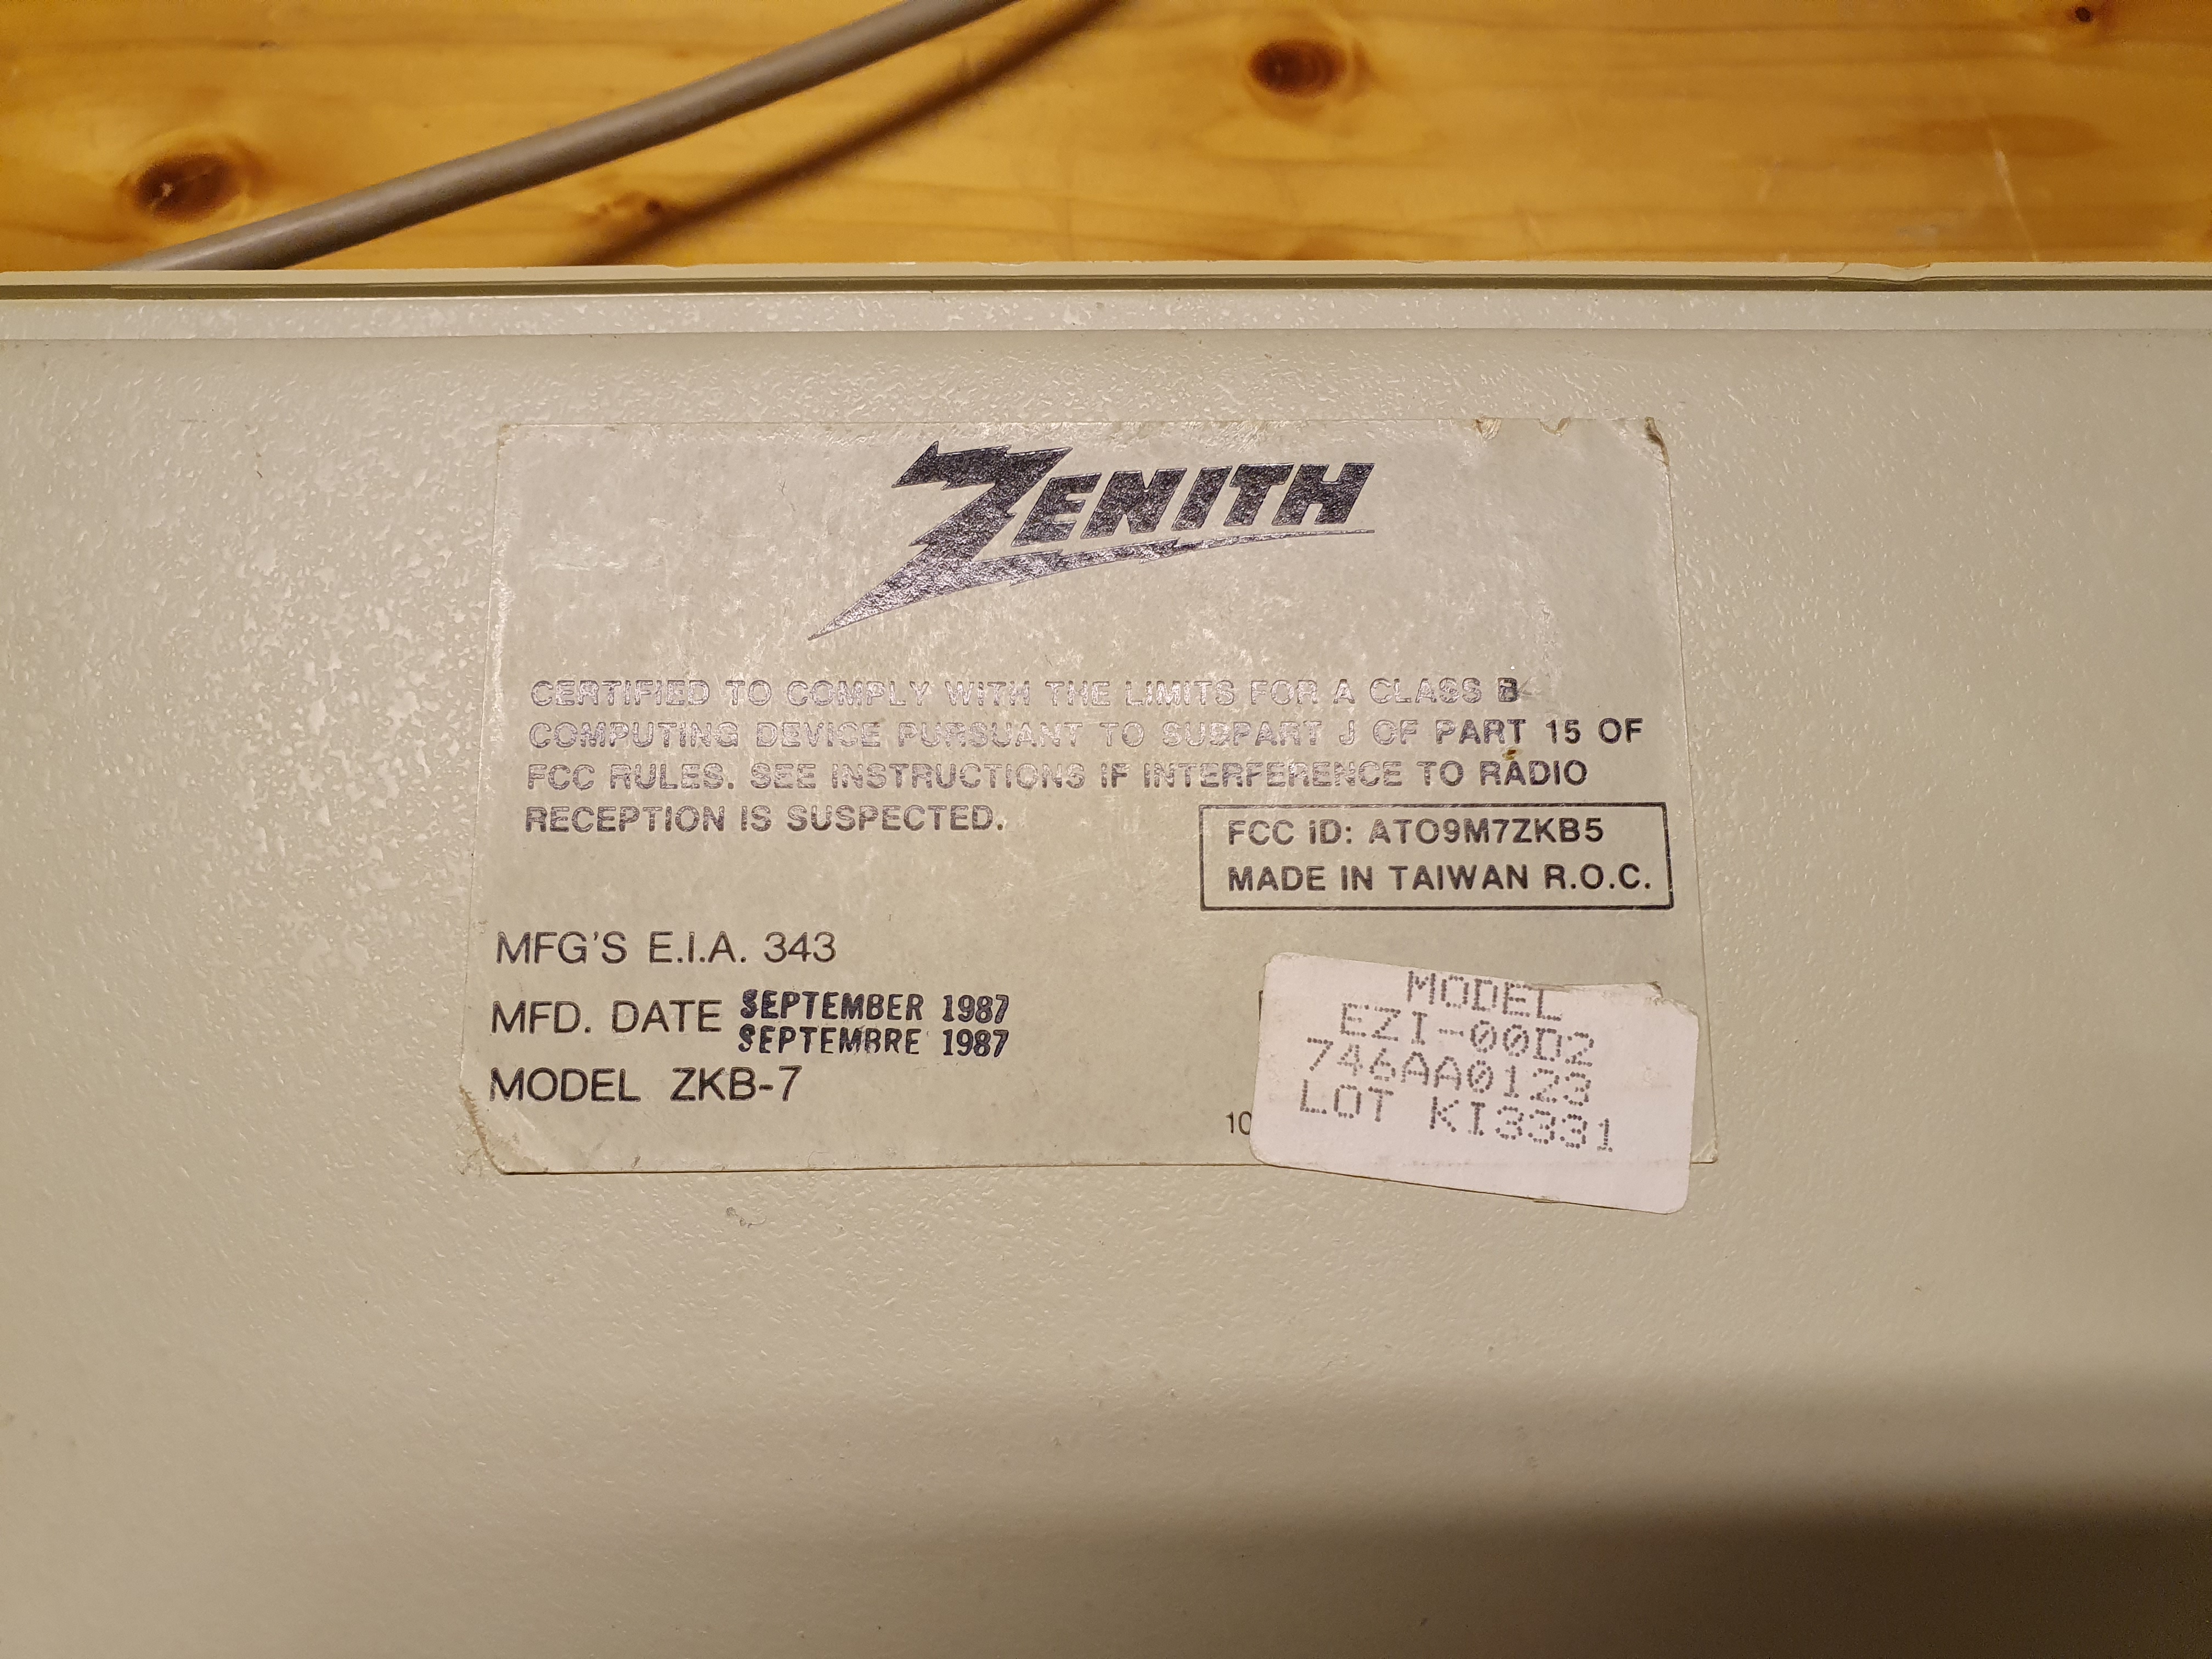 ZENITH
CERTIFIED TO COMPLY WITH THE LIMITS FOR A CLASS B
COMPUTING DEVICE PURSUANT TO SUBPART J OF PART 15 OF
FCC RULES. SEE INSTRUCTIONS IF INTERFERENCE TO RADIO
RECEPTION IS SUSPECTED.
FCC ID: ATO9M7ZKB5
MADE IN TAIWAN R.O.C.
MFG'S E.I.A. 343
MFD. DATE SEPTEMBER 1987
SEPTEMBRE 1987
MODEL ZKB-7
10
MODEL
EZI-00D2
746AA0123
LOT KI3331